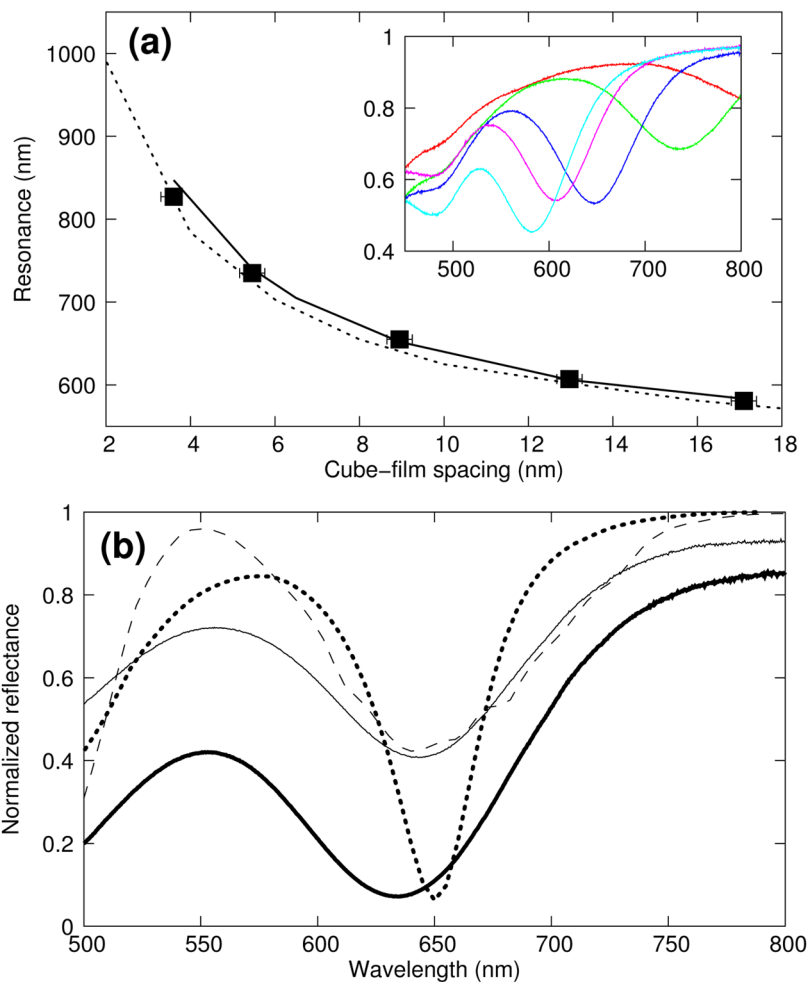 (a)
1000
900
800
700
600
Resonance (nm)
2 4 6 8 10 12 14 16 18
Cube−film spacing (nm)
1
0.8
0.6
0.4
500 600 700 800
(b)
1
0.8
0.6
0.4
0.2
0
Normalized reflectance
500 550 600 650 700 750 800
Wavelength (nm)